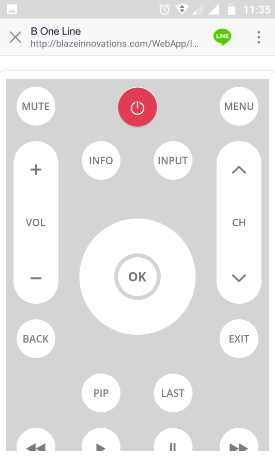 11:35
B One Line
http://blazeinnovations.com/WebApp/l...
LINE
MUTE
MENU
INFO
INPUT
+
VOL
CH
−
OK
BACK
EXIT
PIP
LAST